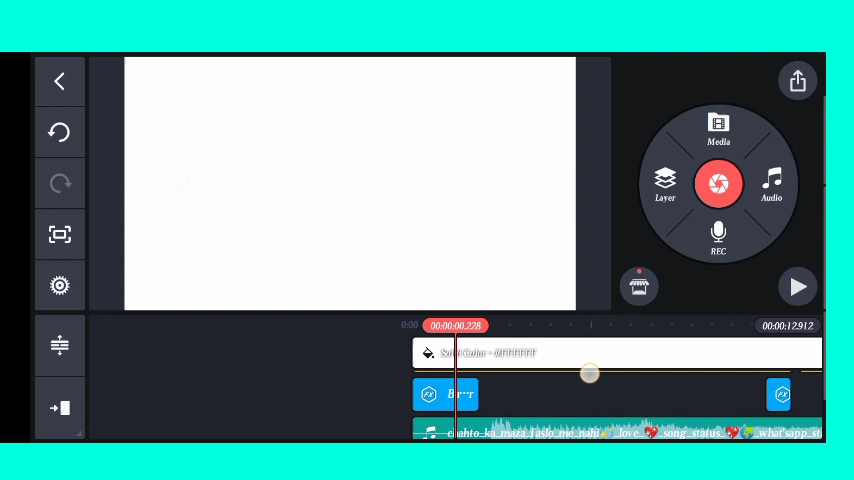 Media
Layer
Audio
REC
0:00
00:00:00.228
1
00:00:12.912
Solid Color - #FFFFFF
chahto_ka_maza_faslo_me_nahi🌠_love_💖_song_status_💖🌍_what'sapp_st